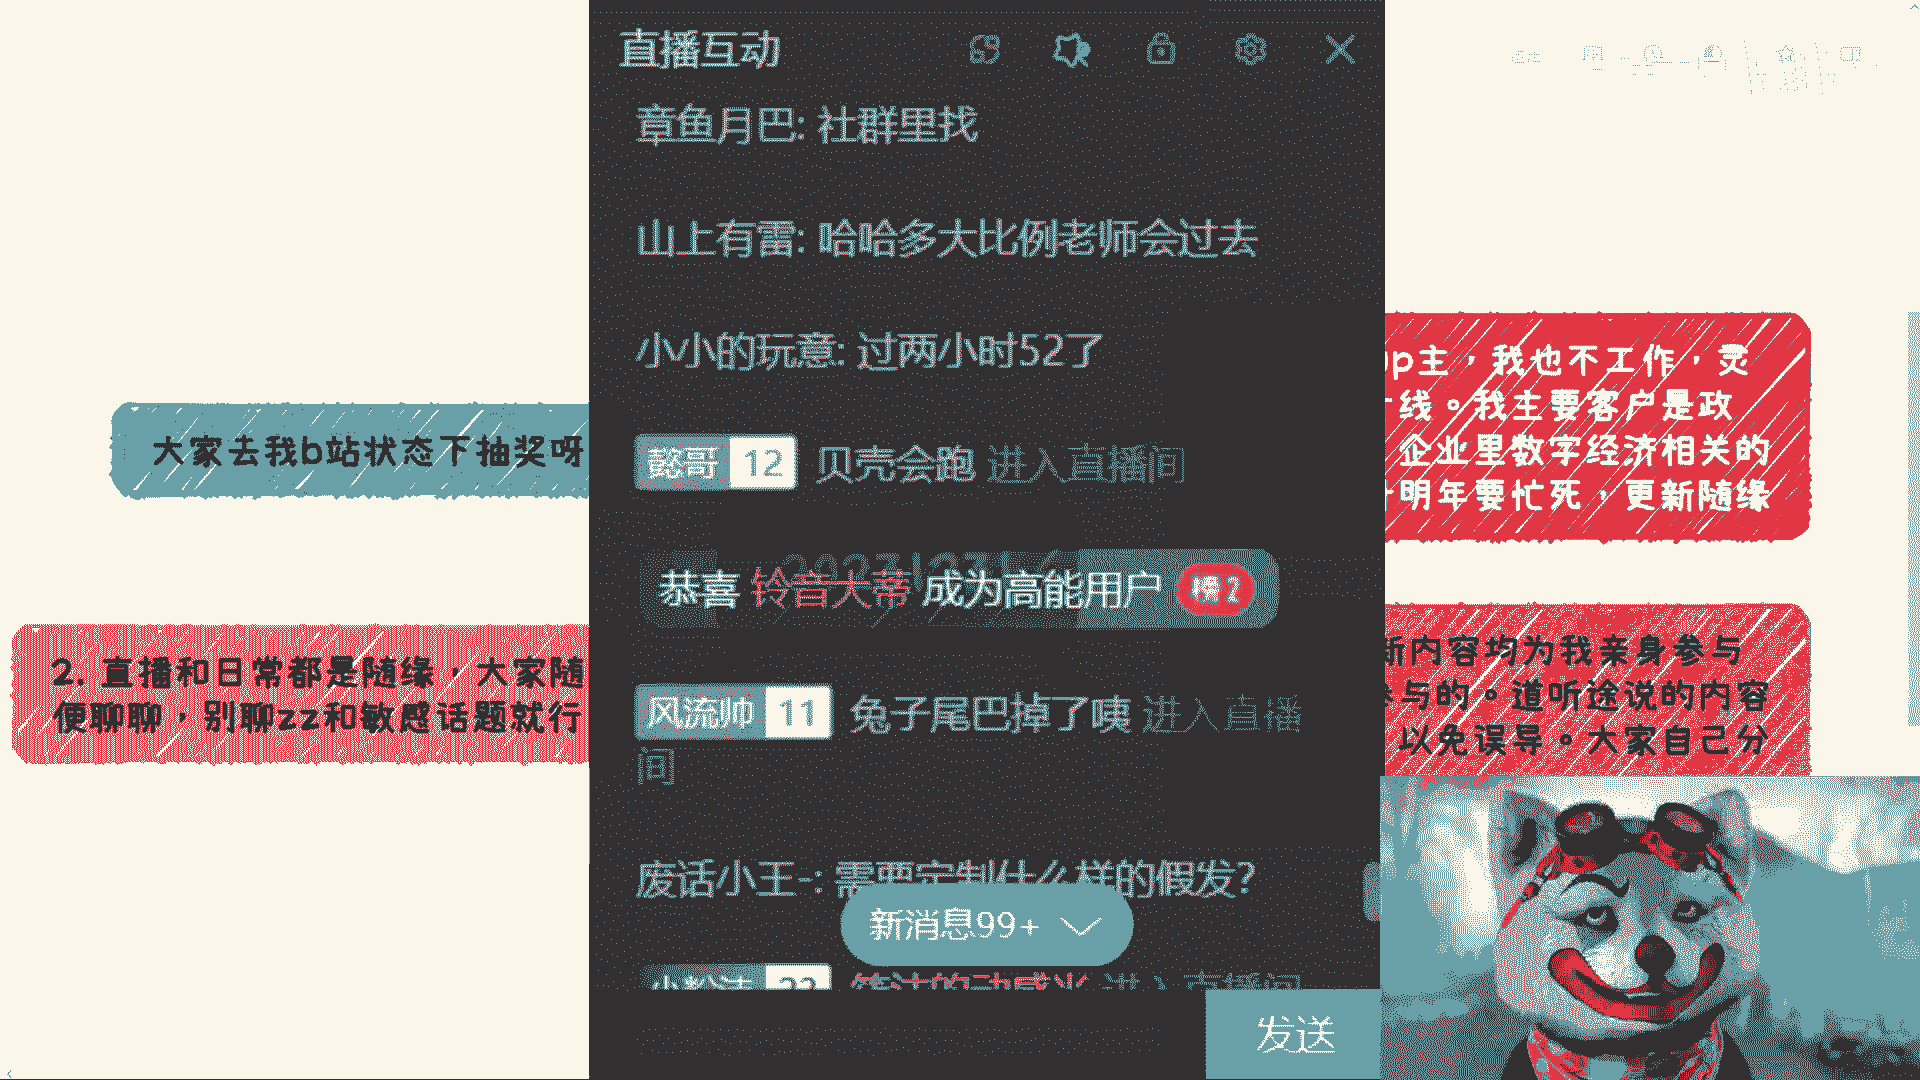 直播互动
章鱼月巴: 社群里找
山上有雷: 哈哈多大比例老师会过去
小小的玩意: 过两小时52了
懿哥 12 贝壳会跑 进入直播间
恭喜 铃音大蒂 成为高能用户 榜2
风流帅 11 兔子尾巴掉了咦 进入直播
间
废话小王-: 需要定制什么样的假发?
新消息99+
进入直播间
发送
大家去我b站状态下抽奖呀
2. 直播和日常都是随缘，大家随
便聊聊，别聊zz和敏感话题就行
p主，我也不工作，灵
线。我主要客户是政
企业里数字经济相关的
明年要忙死，更新随缘
新内容均为我亲身参与
参与的。道听途说的内容
以免误导。大家自己分